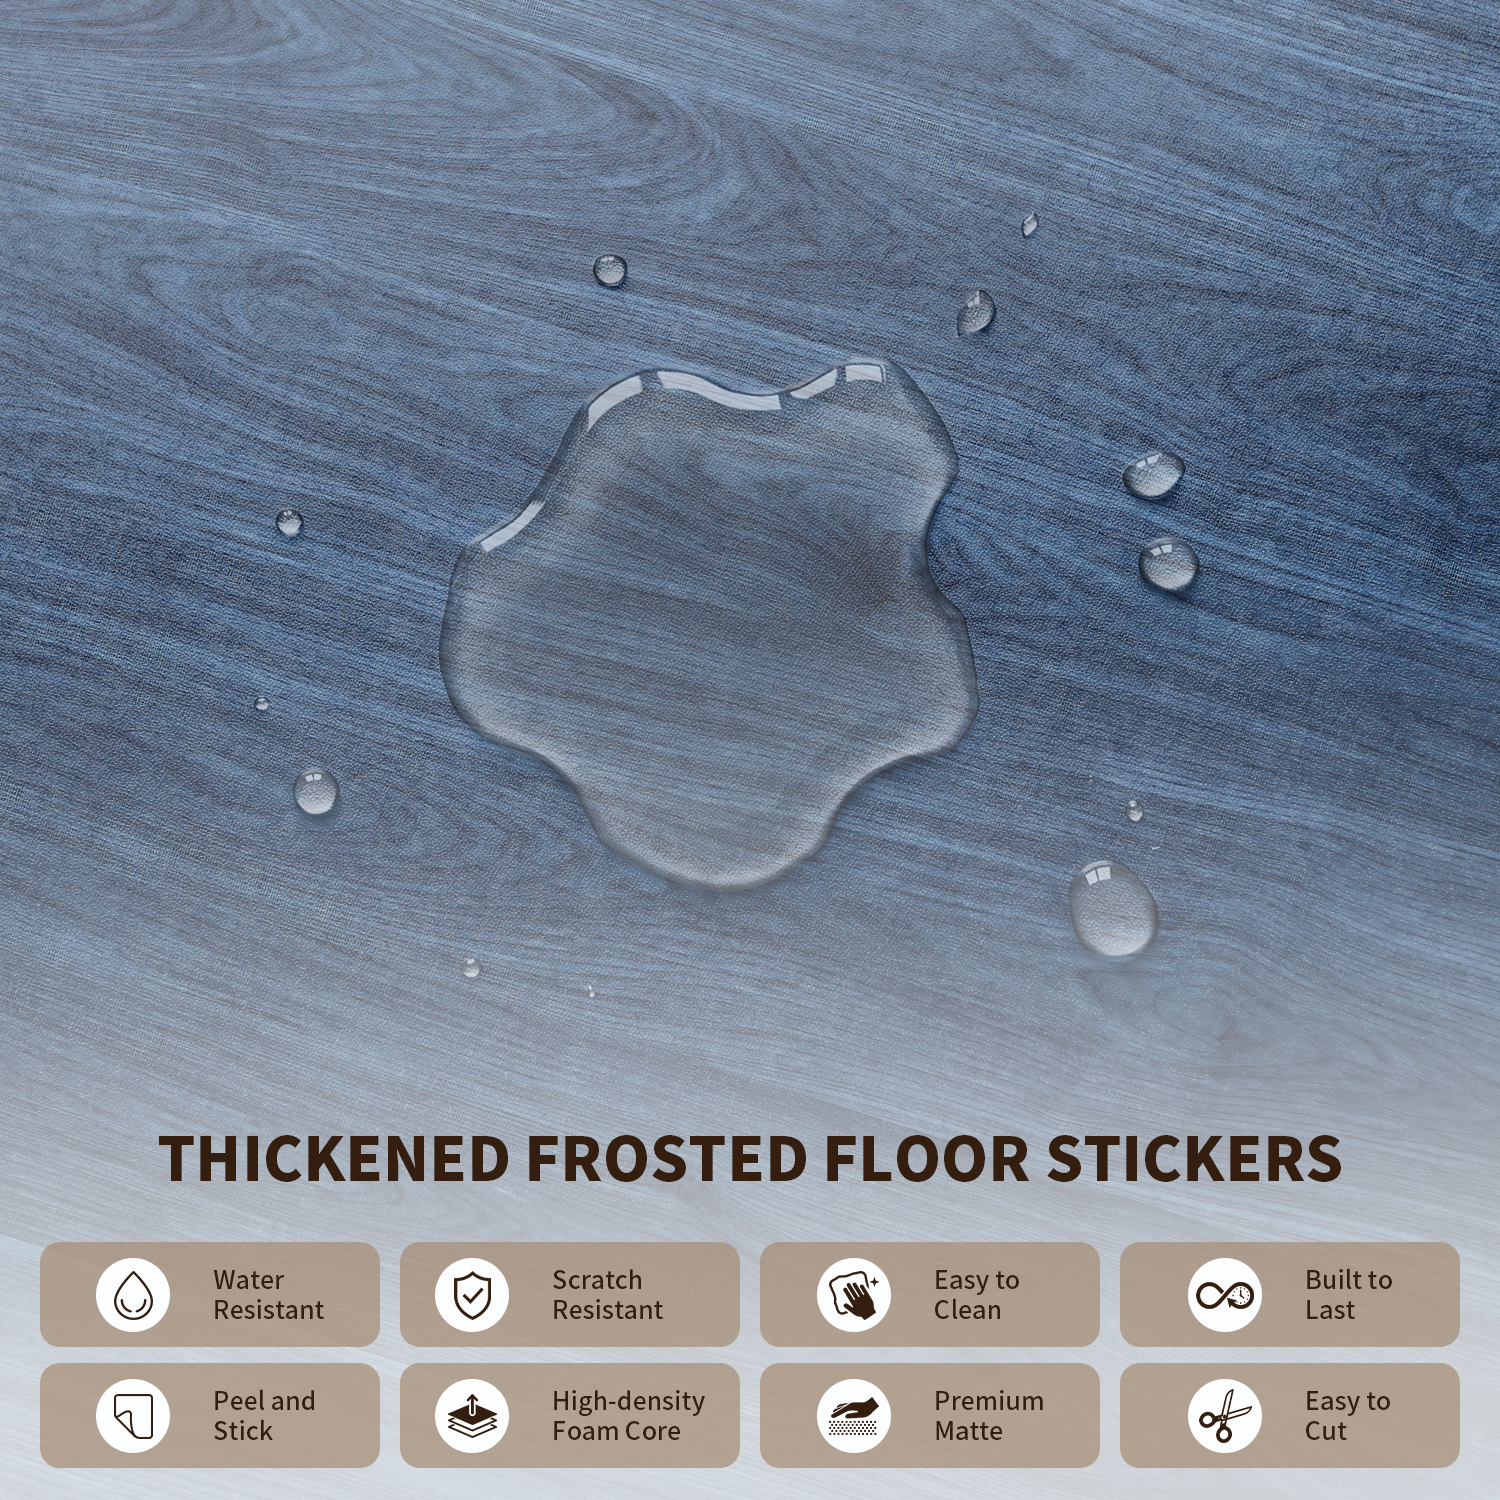 THICKENED FROSTED FLOOR STICKERS
Water
Resistant
Scratch
Resistant
Easy to
Clean
Built to
Last
Peel and
Stick
High-density
Foam Core
Premium
Matte
Easy to
Cut